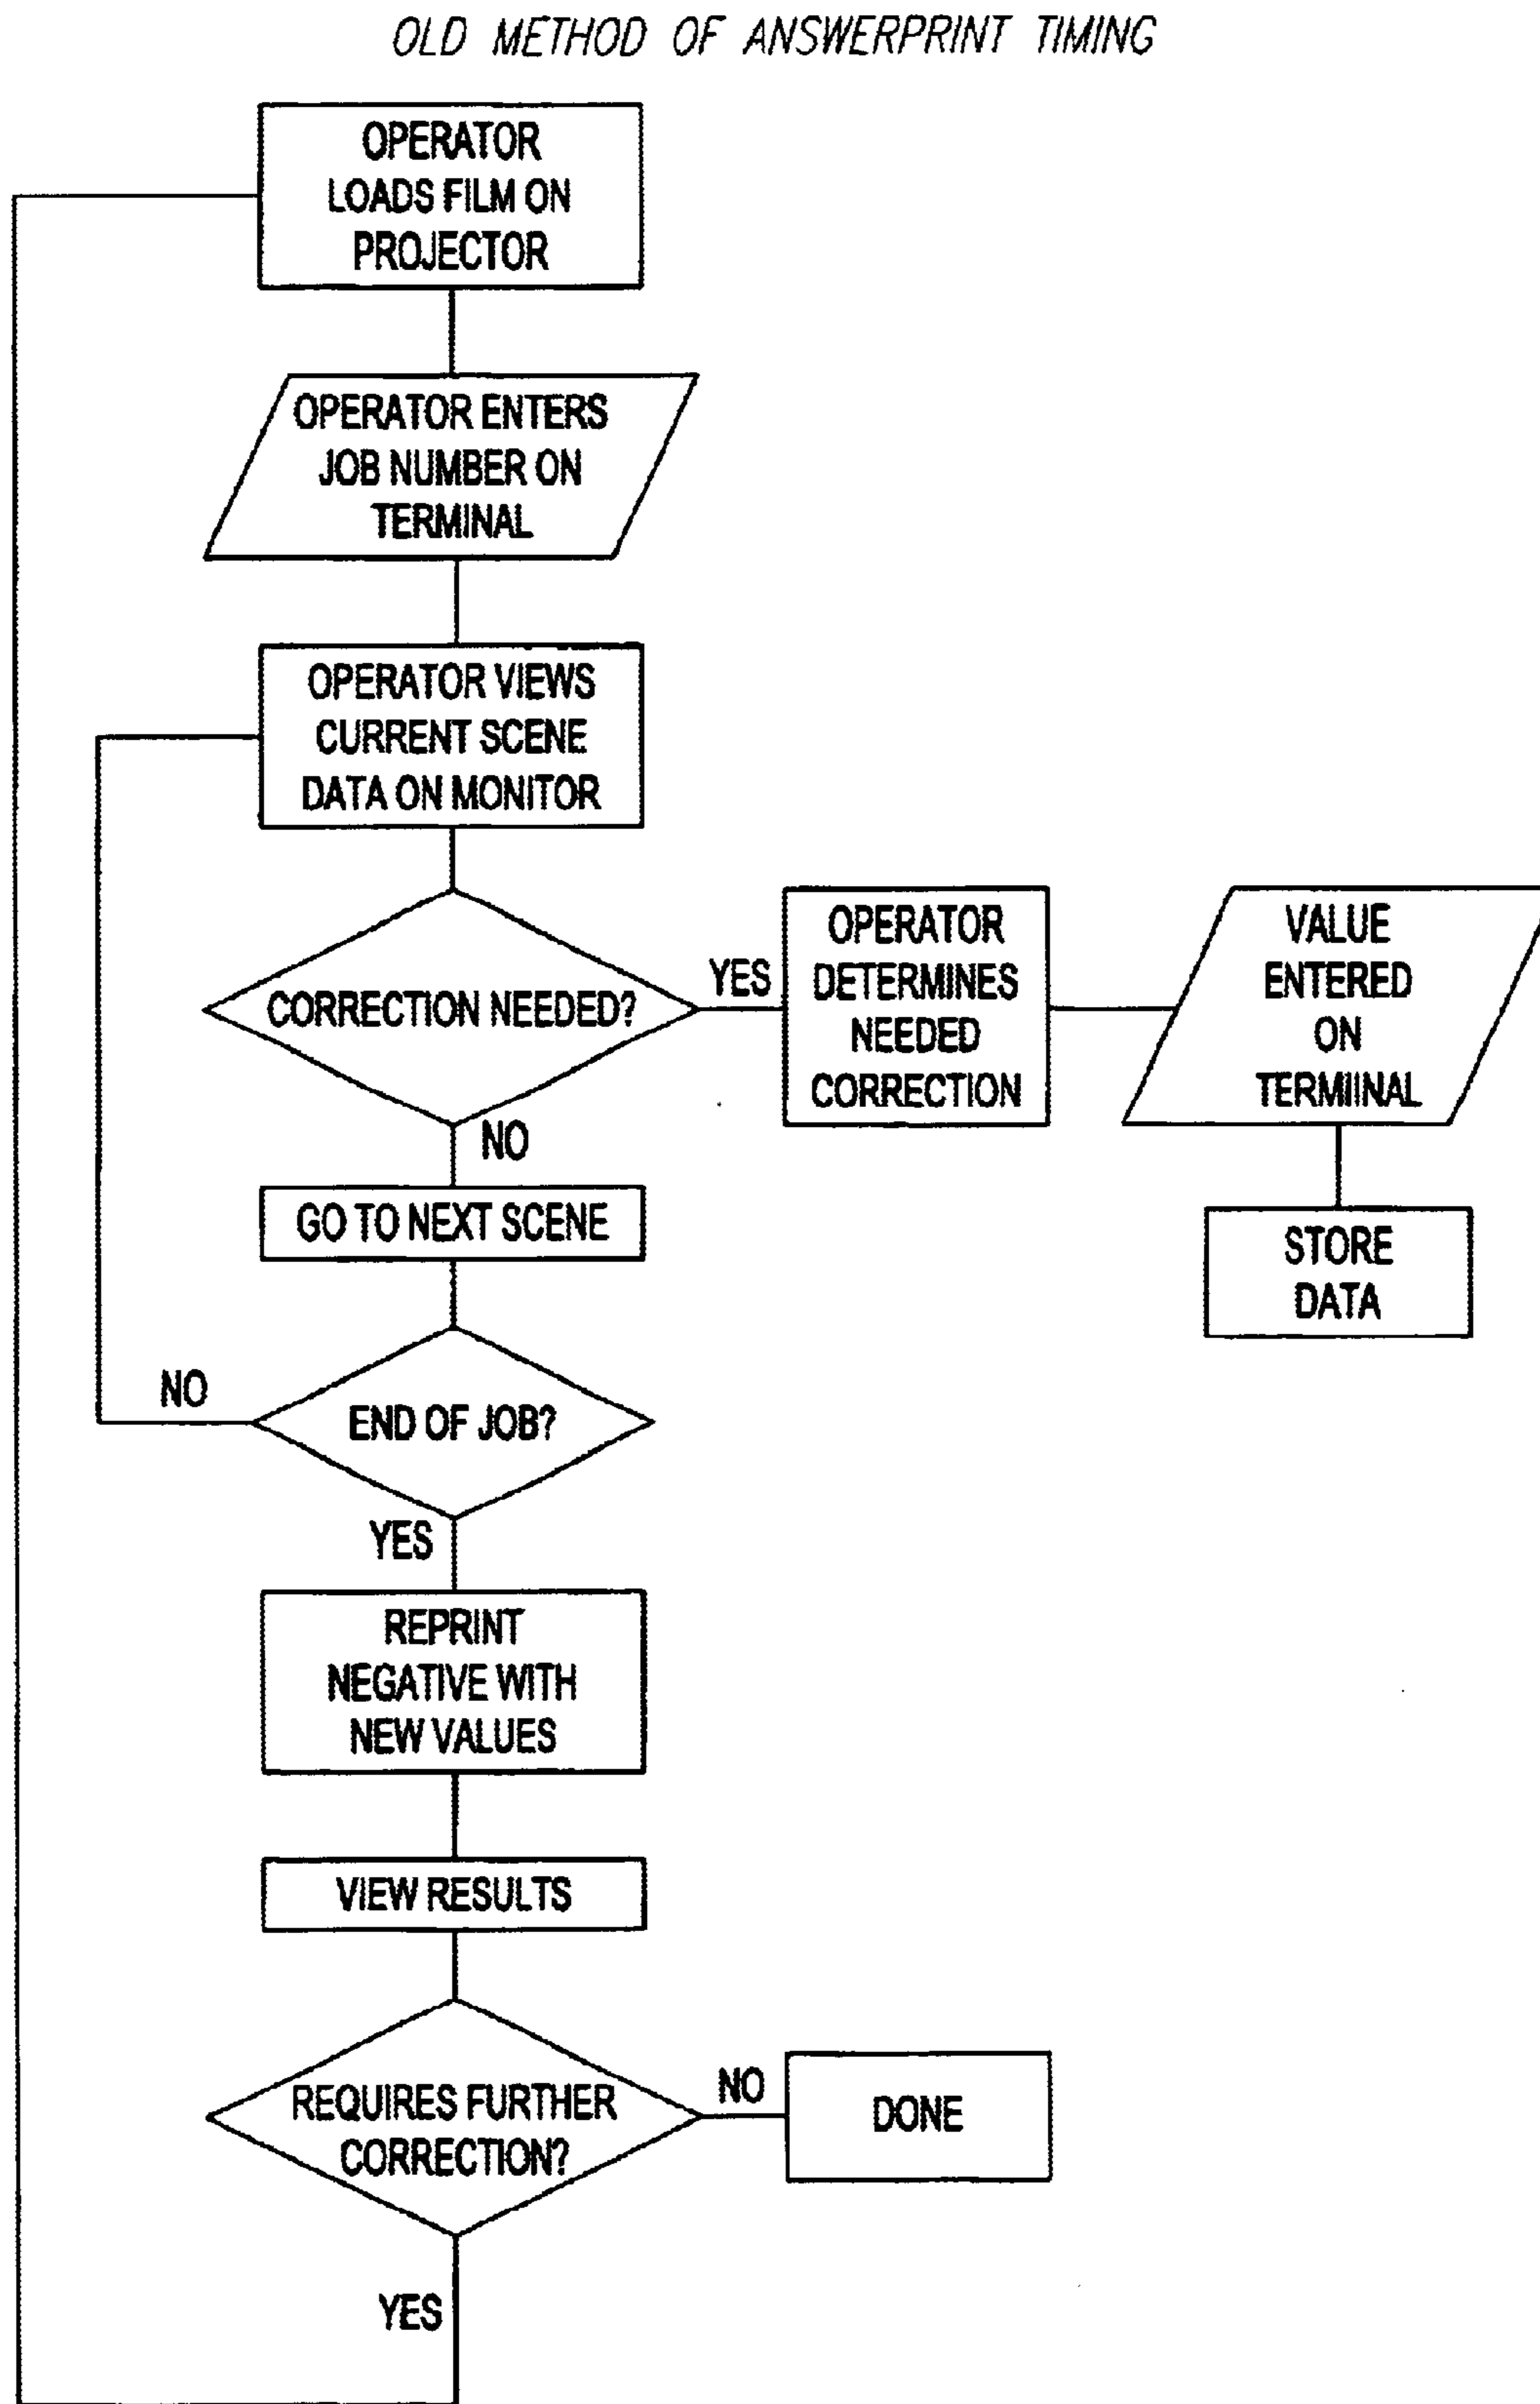 OLD METHOD OF ANSWERPRINT TIMING
OPERATOR
LOADS FILM ON
PROJECTOR
OPERATOR ENTERS
JOB NUMBER ON
TERMINAL
OPERATOR VIEWS
CURRENT SCENE
DATA ON MONITOR
CORRECTION NEEDED?
YES
OPERATOR
DETERMINES
NEEDED
CORRECTION
VALUE
ENTERED
ON
TERMIINAL
STORE
DATA
NO
GO TO NEXT SCENE
END OF JOB?
NO
YES
REPRINT
NEGATIVE WITH
NEW VALUES
VIEW RESULTS
REQUIRES FURTHER
CORRECTION?
NO
DONE
YES